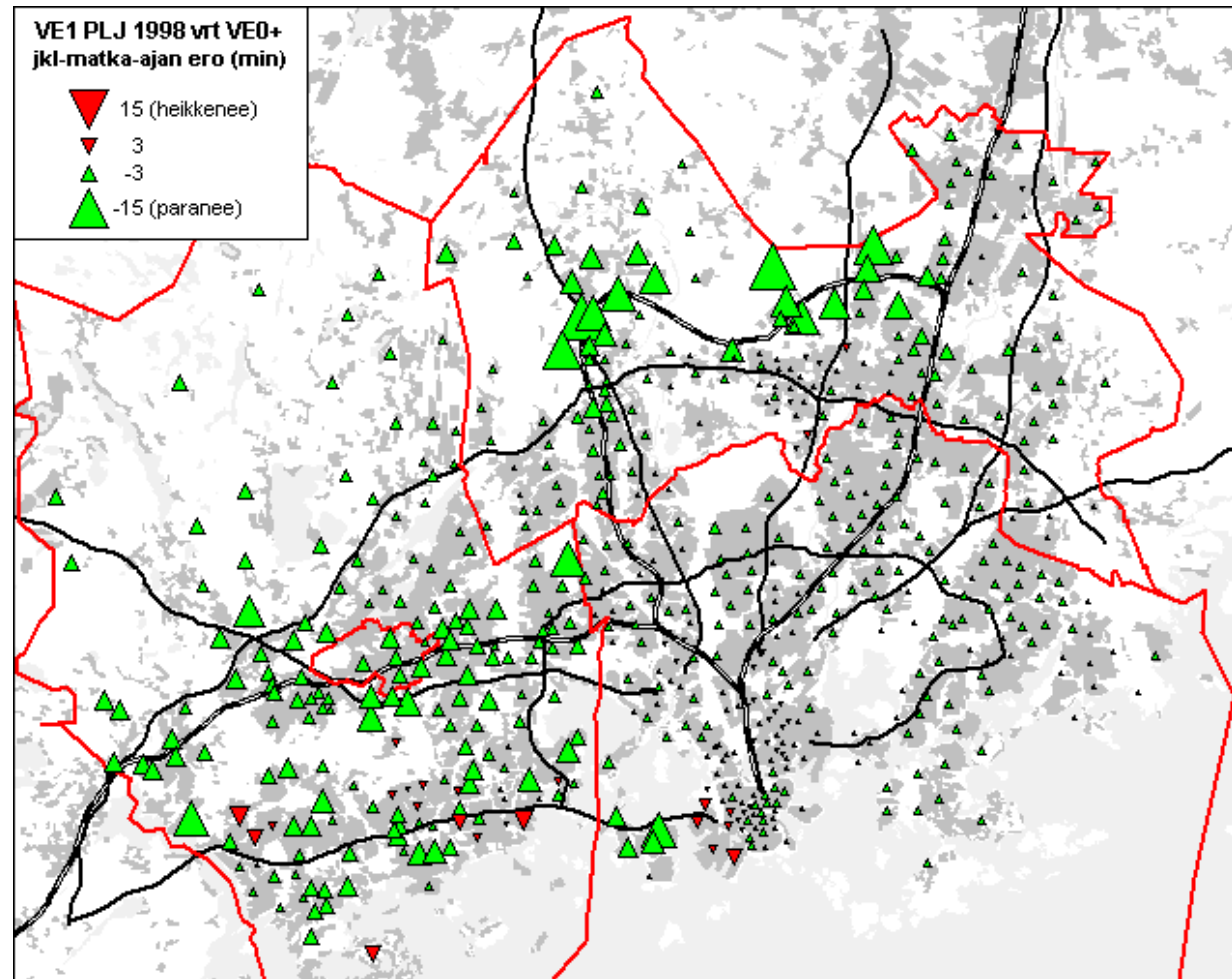 VE1 PLJ 1998 vrt VE0+
jkl-matka-ajan ero (min)
15 (heikkenee)
3
-3
-15 (paranee)